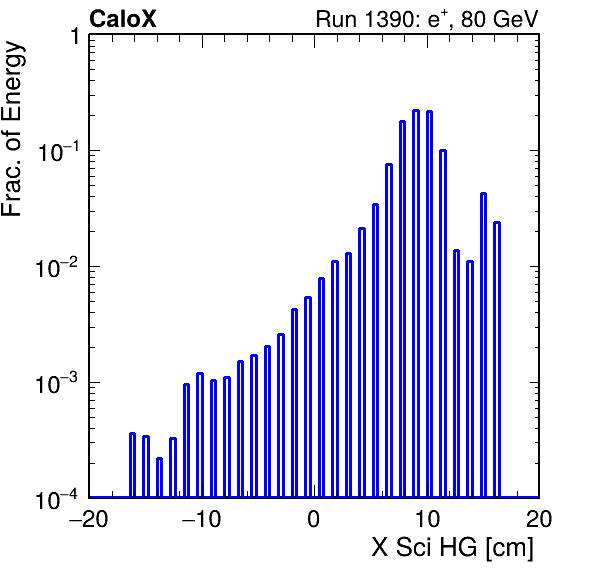 CaloX Run 1390: e⁺, 80 GeV
Frac. of Energy
1
10⁻¹
10⁻²
10⁻³
10⁻⁴
−20 −10 0 10 20
X Sci HG [cm]